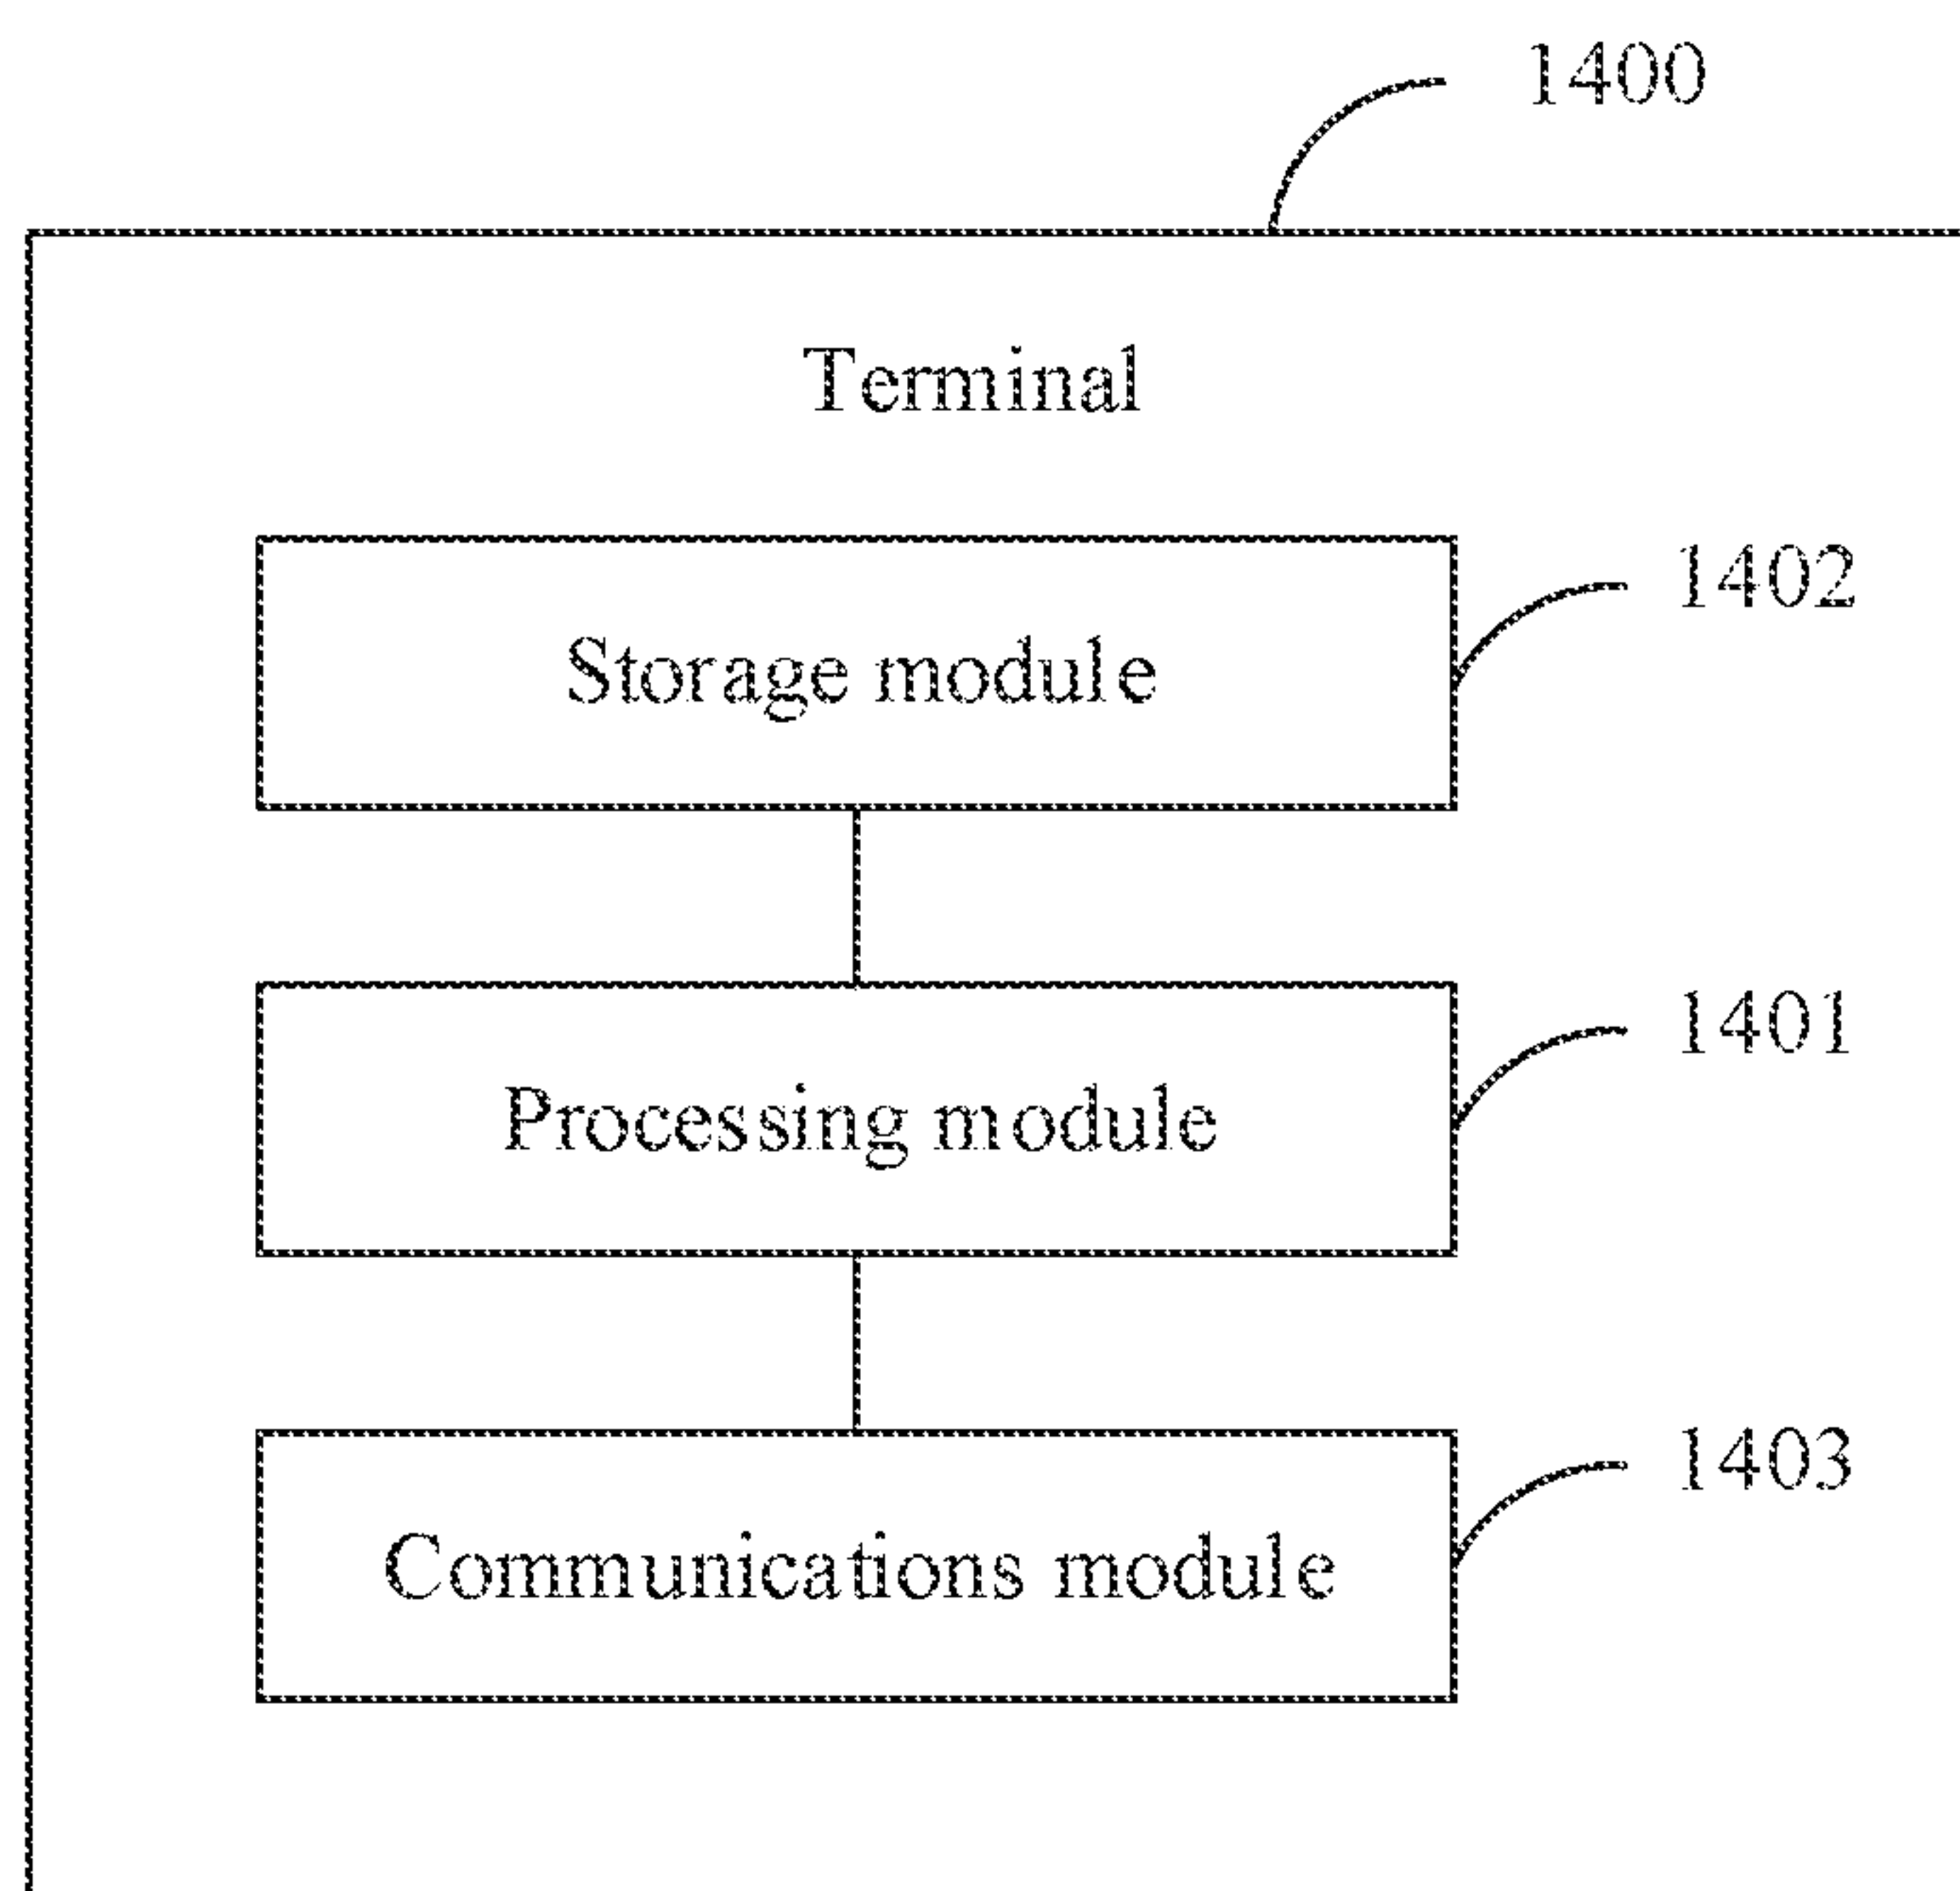 1400
Terminal
Storage module
1402
Processing module
1401
Communications module
1403